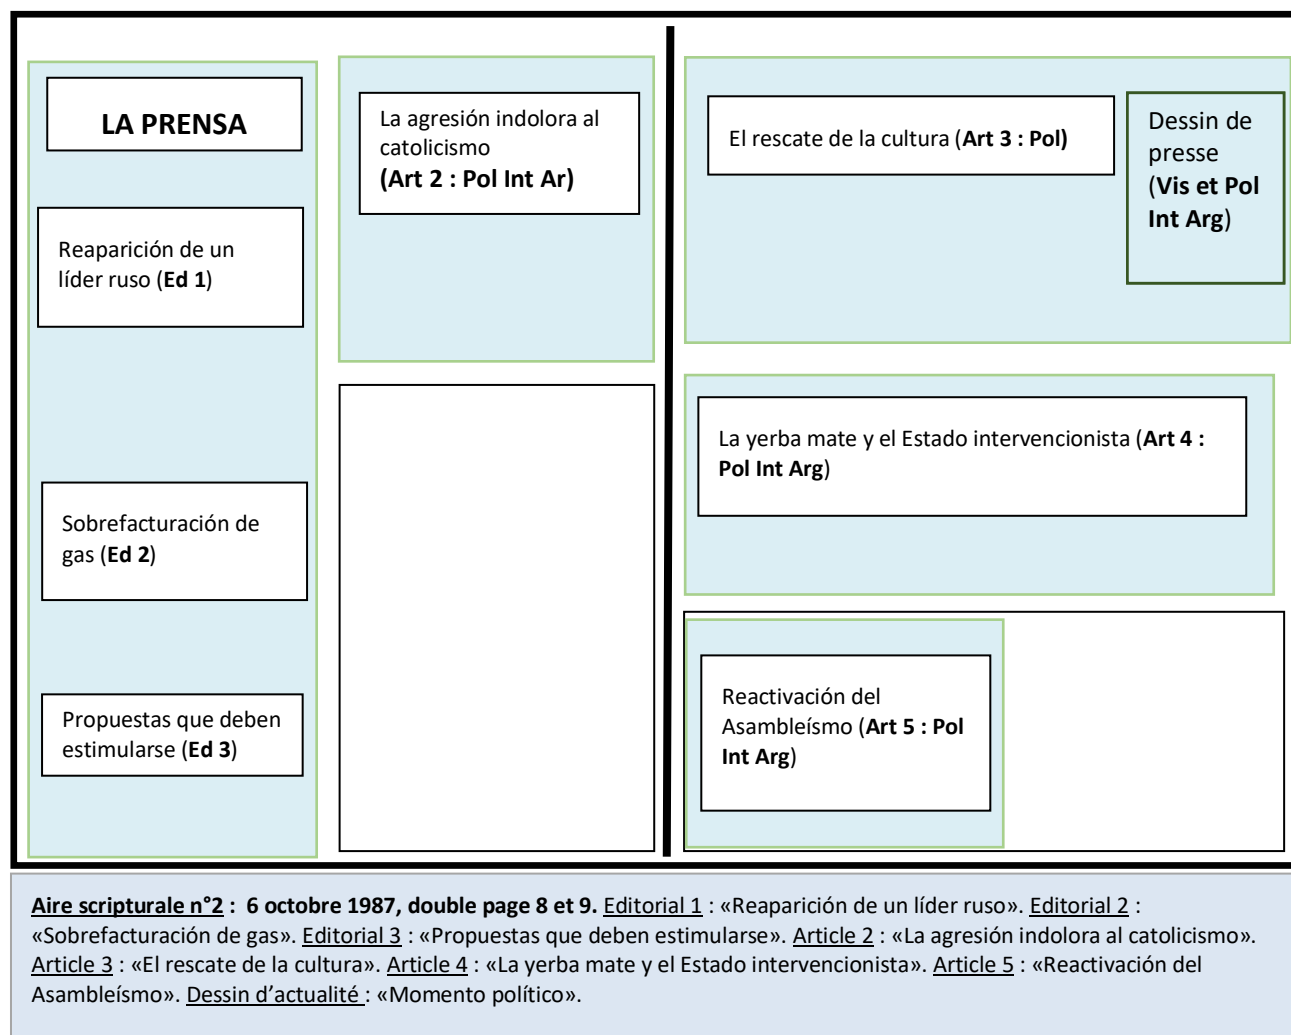 LA PRENSA
Reaparición de un
líder ruso (Ed 1)
Sobrefacturación de
gas (Ed 2)
Propuestas que deben
estimularse (Ed 3)
La agresión indolora al
catolicismo
(Art 2 : Pol Int Ar)
El rescate de la cultura (Art 3 : Pol)
Dessin de
presse
(Vis et Pol
Int Arg)
La yerba mate y el Estado intervencionista (Art 4 :
Pol Int Arg)
Reactivación del
Asambleísmo (Art 5 : Pol
Int Arg)
Aire scripturale n°2 : 6 octobre 1987, double page 8 et 9. Editorial 1 : «Reaparición de un líder ruso». Editorial 2 :
«Sobrefacturación de gas». Editorial 3 : «Propuestas que deben estimularse». Article 2 : «La agresión indolora al catolicismo».
Article 3 : «El rescate de la cultura». Article 4 : «La yerba mate y el Estado intervencionista». Article 5 : «Reactivación del
Asambleísmo». Dessin d’actualité : «Momento político».